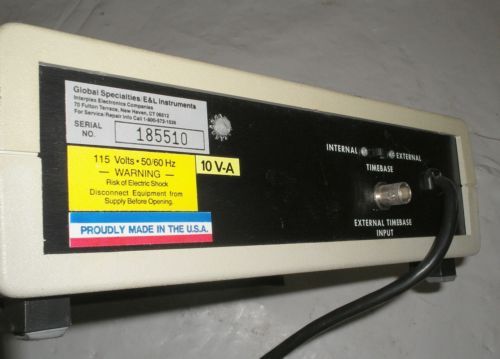 Global Specialties/E&L Instruments
Interplex Electronics Companies
70 Fulton Terrace, New Haven, CT 06512
For Service/Repair Info Call 1-800-572-1028
SERIAL
NO. 185510
115 Volts • 50/60 Hz
— WARNING —
Risk of Electric Shock
Disconnect Equipment from
Supply Before Opening.
10 V-A
PROUDLY MADE IN THE U.S.A.
INTERNAL EXTERNAL
TIMEBASE
EXTERNAL TIMEBASE
INPUT